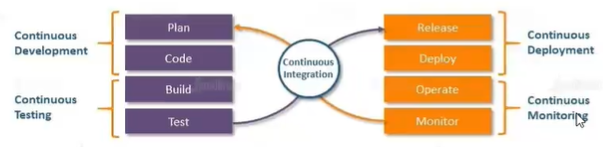 Continuous
Development
Plan
Code
Continuous
Testing
Build
Test
Continuous
Integration
Release
Deploy
Continuous
Deployment
Operate
Monitor
Continuous
Monitoring